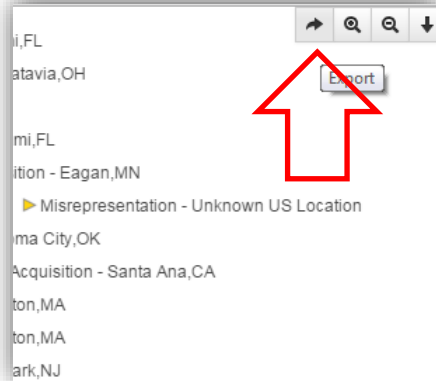 i,FL
Export
atavia,OH
mi,FL
ition - Eagan,MN
Misrepresentation - Unknown US Location
ma City,OK
Acquisition - Santa Ana,CA
ton,MA
ton,MA
ark,NJ